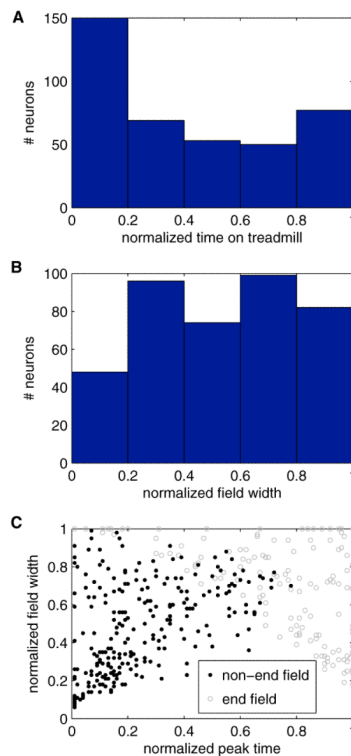 A
150
100
50
0
# neurons
0 0.2 0.4 0.6 0.8
normalized time on treadmill
B
100
80
60
40
20
0
# neurons
0 0.2 0.4 0.6 0.8
normalized field width
C
1
0.8
0.6
0.4
0.2
0
normalized field width
non-end field
end field
0 0.2 0.4 0.6 0.8
normalized peak time